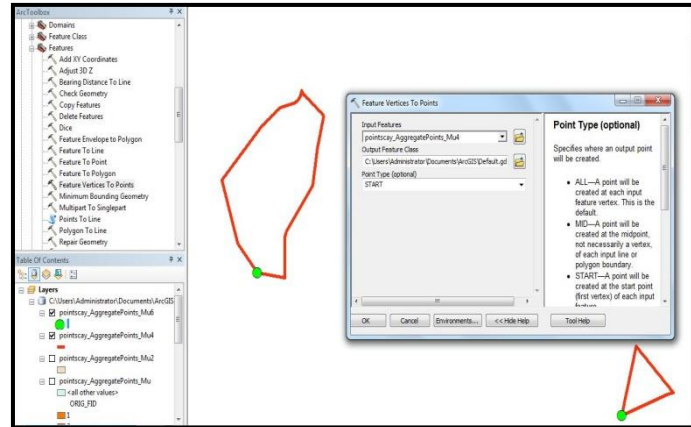 ArcToolbox
Domains
Feature Class
Features
Add XY Coordinates
Adjust 3D Z
Bearing Distance To Line
Check Geometry
Copy Features
Delete Features
Dice
Feature Envelope to Polygon
Feature To Line
Feature To Point
Feature To Polygon
Feature Vertices To Points
Minimum Bounding Geometry
Multipart To Singlepart
Points To Line
Polygon To Line
Repair Geometry
Table Of Contents
Layers
C:\Users\Administrator\Documents\ArcGIS
pointscay_AggregatePoints_Mu6
pointscay_AggregatePoints_Mu4
pointscay_AggregatePoints_Mu2
pointscay_AggregatePoints_Mu
<all other values>
ORIG_FID
1
Feature Vertices To Points
Input Features
pointscay_AggregatePoints_Mu4
Output Feature Class
C:\Users\Administrator\Documents\ArcGIS\Default.gd
Point Type (optional)
START
OK
Cancel
Environments...
<< Hide Help
Tool Help
Point Type (optional)
Specifies where an output point
will be created.
• ALL—A point will be
created at each input
feature vertex. This is the
default.
• MID—A point will be
created at the midpoint,
not necessarily a vertex,
of each input line or
polygon boundary.
• START—A point will be
created at the start point
(first vertex) of each input
feature.